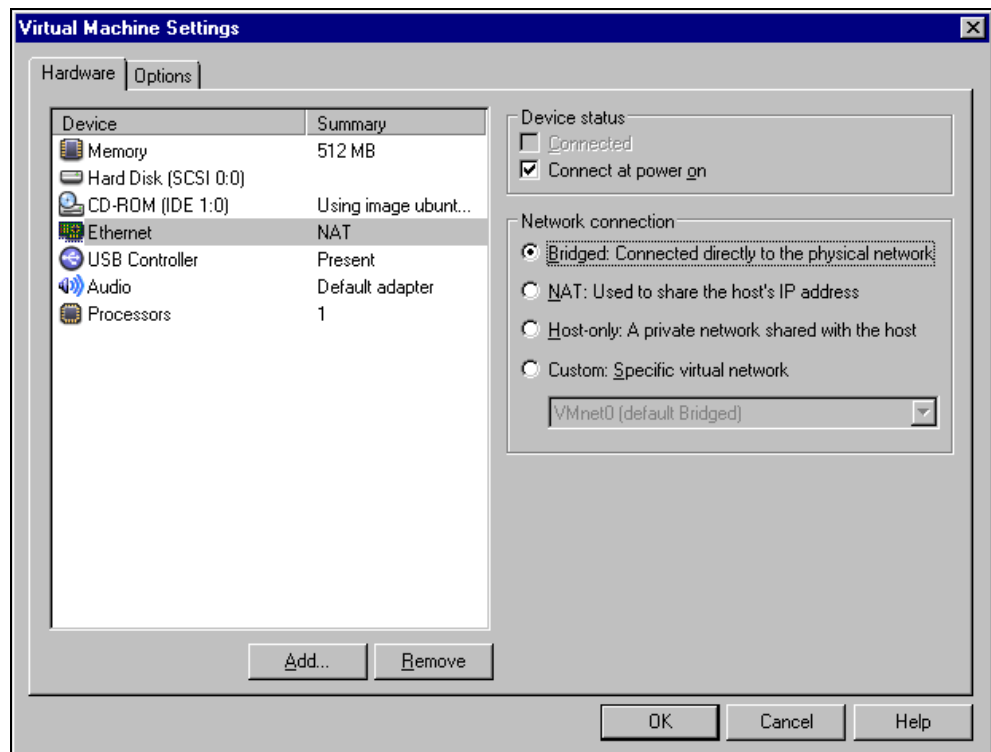 Virtual Machine Settings
Hardware Options
Device Summary
Memory 512 MB
Hard Disk (SCSI 0:0)
CD-ROM (IDE 1:0) Using image ubunt...
Ethernet NAT
USB Controller Present
Audio Default adapter
Processors 1
Add... Remove
Device status
Connected
Connect at power on
Network connection
Bridged: Connected directly to the physical network
NAT: Used to share the host's IP address
Host-only: A private network shared with the host
Custom: Specific virtual network
VMnet0 (default Bridged)
OK Cancel Help